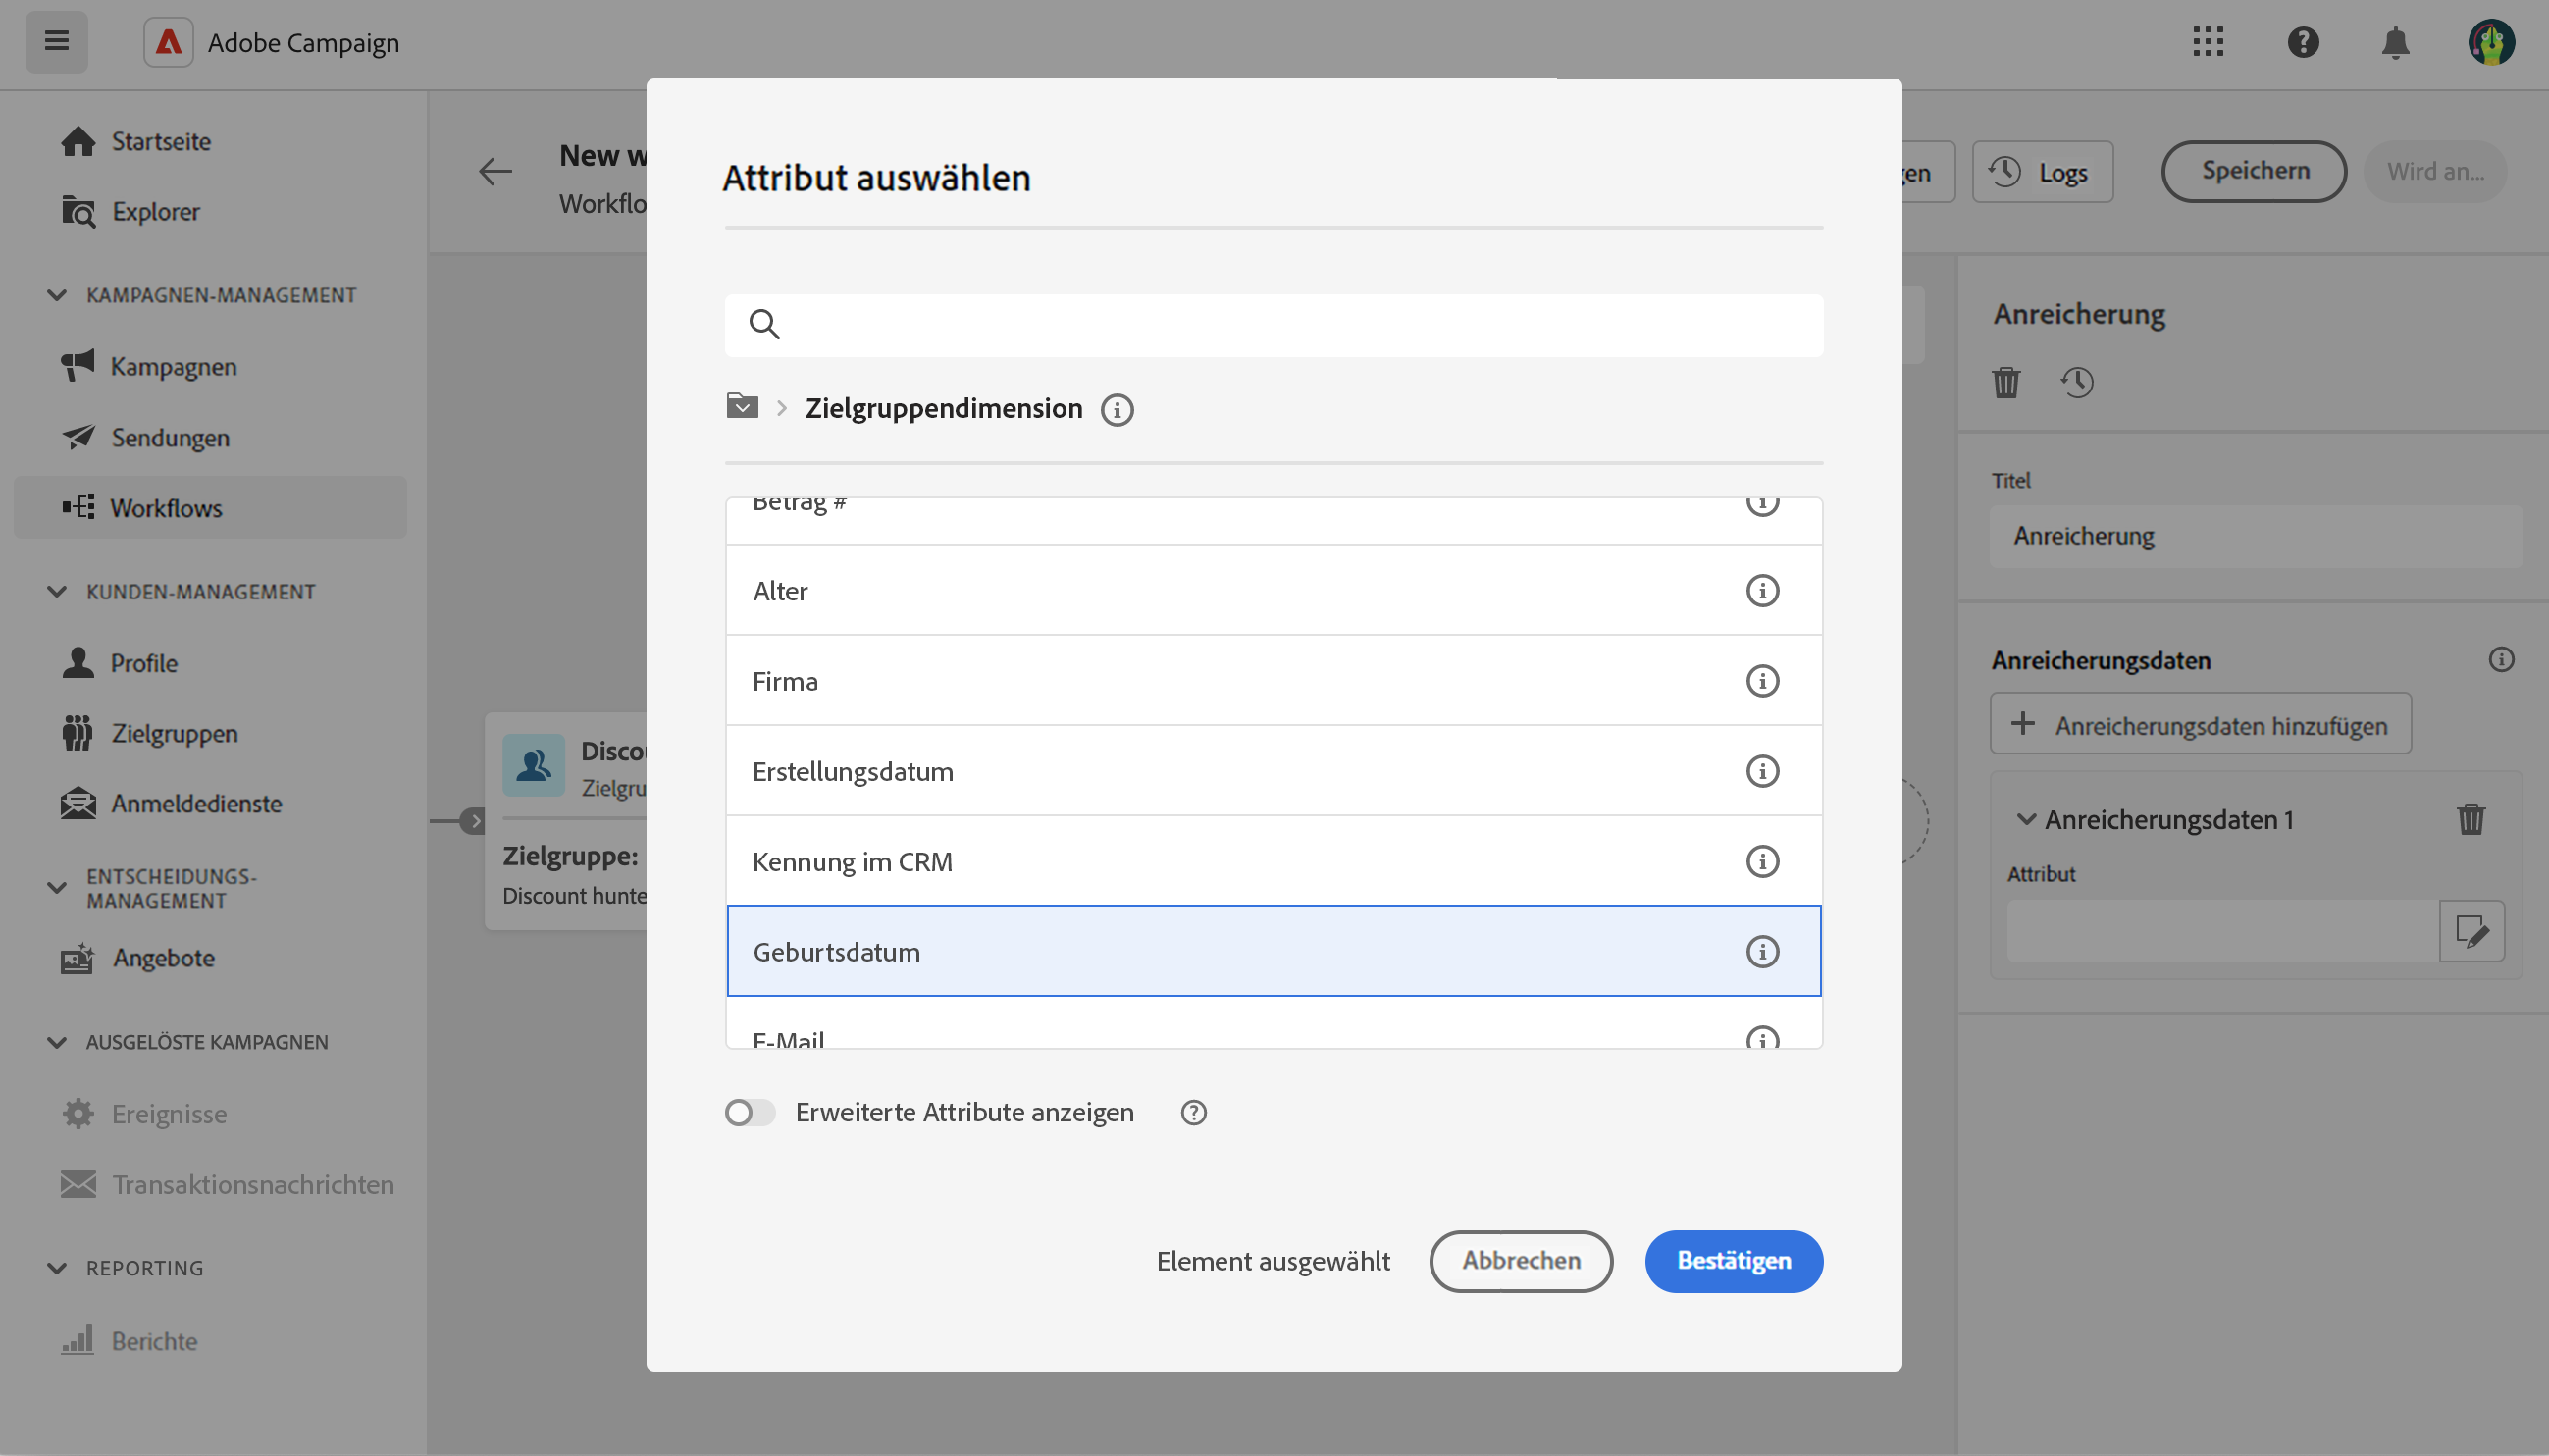 Adobe Campaign
Startseite
Explorer
KAMPAGNEN-MANAGEMENT
Kampagnen
Sendungen
Workflows
KUNDEN-MANAGEMENT
Profile
Zielgruppen
Anmeldedienste
ENTSCHEIDUNGS-
MANAGEMENT
Angebote
AUSGELÖSTE KAMPAGNEN
Ereignisse
Transaktionsnachrichten
REPORTING
Berichte
New w
Workflo
Disco
Zielgru
Zielgruppe:
Discount hunte
Attribut auswählen
Zielgruppendimension
Betrag #
Alter
Firma
Erstellungsdatum
Kennung im CRM
Geburtsdatum
E-Mail
Erweiterte Attribute anzeigen
Element ausgewählt
Abbrechen
Bestätigen
en
Logs
Speichern
Wird an...
Anreicherung
Titel
Anreicherung
Anreicherungsdaten
Anreicherungsdaten hinzufügen
Anreicherungsdaten 1
Attribut